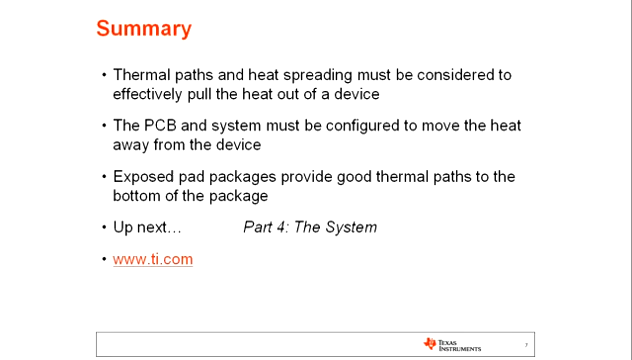 Summary
• Thermal paths and heat spreading must be considered to
effectively pull the heat out of a device
• The PCB and system must be configured to move the heat
away from the device
• Exposed pad packages provide good thermal paths to the
bottom of the package
• Up next… Part 4: The System
• www.ti.com
TEXAS
INSTRUMENTS
7